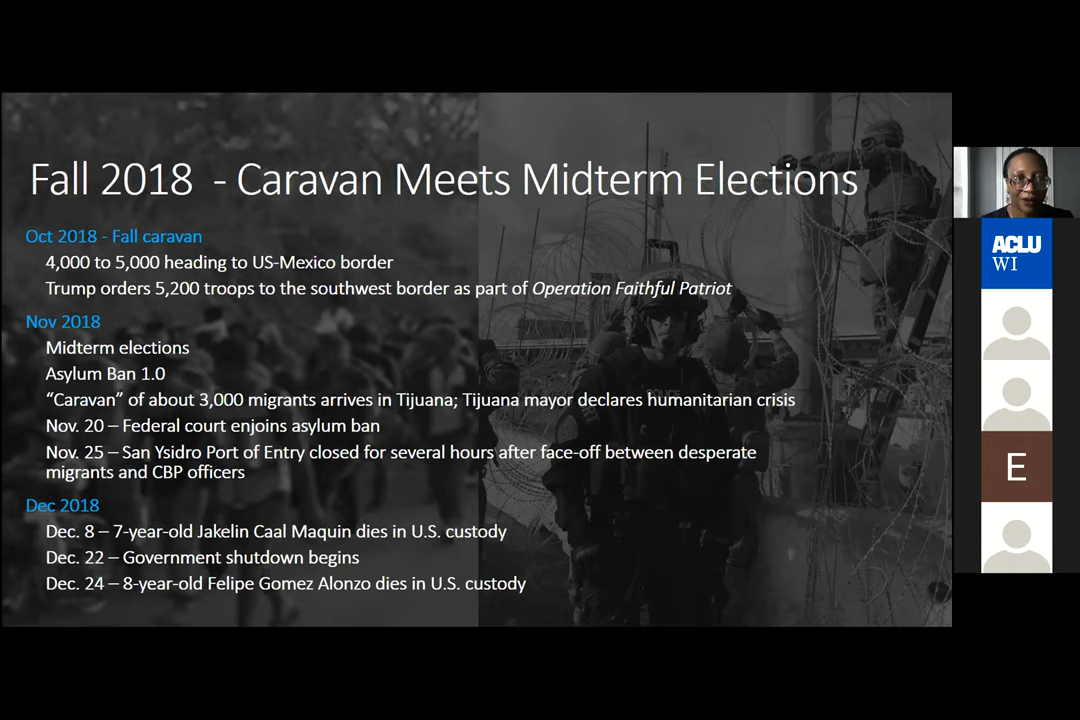 Fall 2018 - Caravan Meets Midterm Elections
Oct 2018 - Fall caravan
4,000 to 5,000 heading to US-Mexico border
Trump orders 5,200 troops to the southwest border as part of Operation Faithful Patriot
Nov 2018
Midterm elections
Asylum Ban 1.0
“Caravan” of about 3,000 migrants arrives in Tijuana; Tijuana mayor declares humanitarian crisis
Nov. 20 – Federal court enjoins asylum ban
Nov. 25 – San Ysidro Port of Entry closed for several hours after face-off between desperate
migrants and CBP officers
Dec 2018
Dec. 8 – 7-year-old Jakelin Caal Maquin dies in U.S. custody
Dec. 22 – Government shutdown begins
Dec. 24 – 8-year-old Felipe Gomez Alonzo dies in U.S. custody
ACLU
WI
E